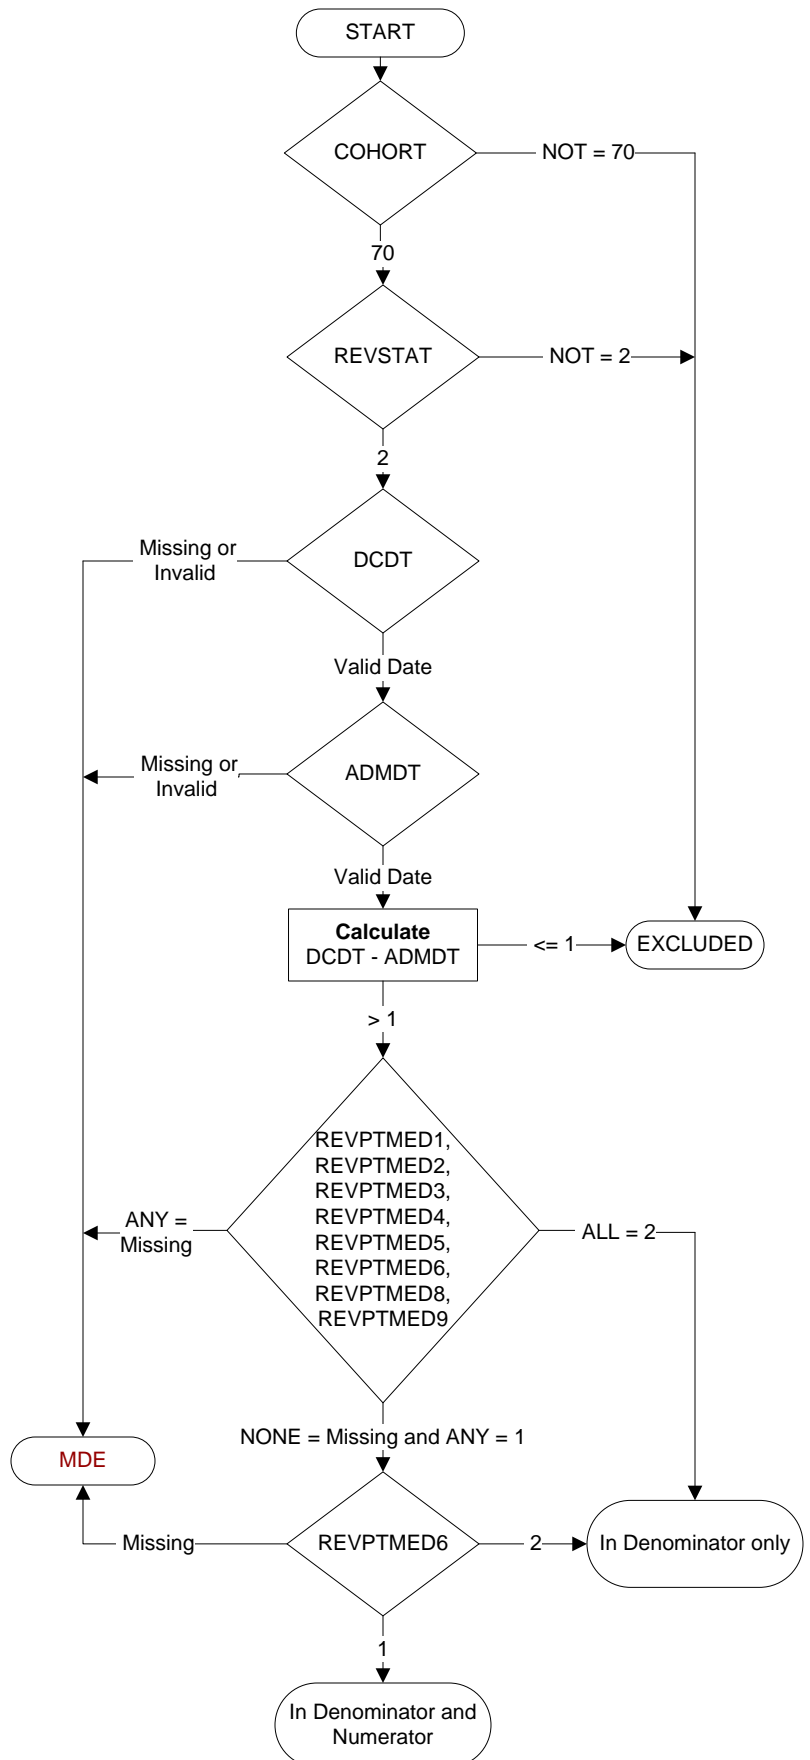 START
COHORT
NOT = 70
70
REVSTAT
NOT = 2
2
Missing or
Invalid
DCDT
Valid Date
Missing or
Invalid
ADMDT
Valid Date
Calculate
DCDT - ADMDT
<= 1
EXCLUDED
> 1
REVPTMED1,
REVPTMED2,
REVPTMED3,
REVPTMED4,
REVPTMED5,
REVPTMED6,
REVPTMED8,
REVPTMED9
ANY =
Missing
ALL = 2
NONE = Missing and ANY = 1
MDE
Missing
REVPTMED6
2
In Denominator only
1
In Denominator and
Numerator